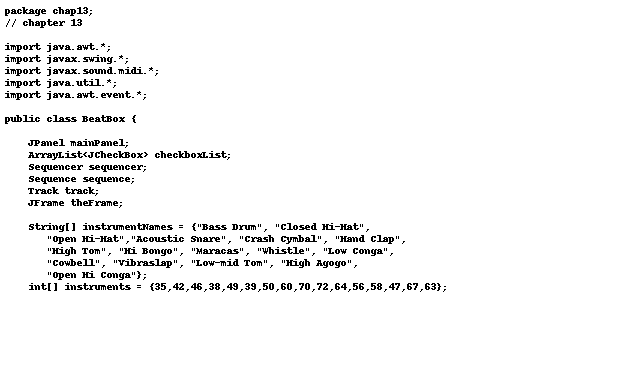 package chap13;
// chapter 13
import java.awt.*;
import javax.swing.*;
import javax.sound.midi.*;
import java.util.*;
import java.awt.event.*;
public class BeatBox {
JPanel mainPanel;
ArrayList<JCheckBox> checkboxList;
Sequencer sequencer;
Sequence sequence;
Track track;
JFrame theFrame;
String[] instrumentNames = {"Bass Drum", "Closed Hi-Hat",
"Open Hi-Hat","Acoustic Snare", "Crash Cymbal", "Hand Clap",
"High Tom", "Hi Bongo", "Maracas", "Whistle", "Low Conga",
"Cowbell", "Vibraslap", "Low-mid Tom", "High Agogo",
"Open Hi Conga"};
int[] instruments = {35,42,46,38,49,39,50,60,70,72,64,56,58,47,67,63};